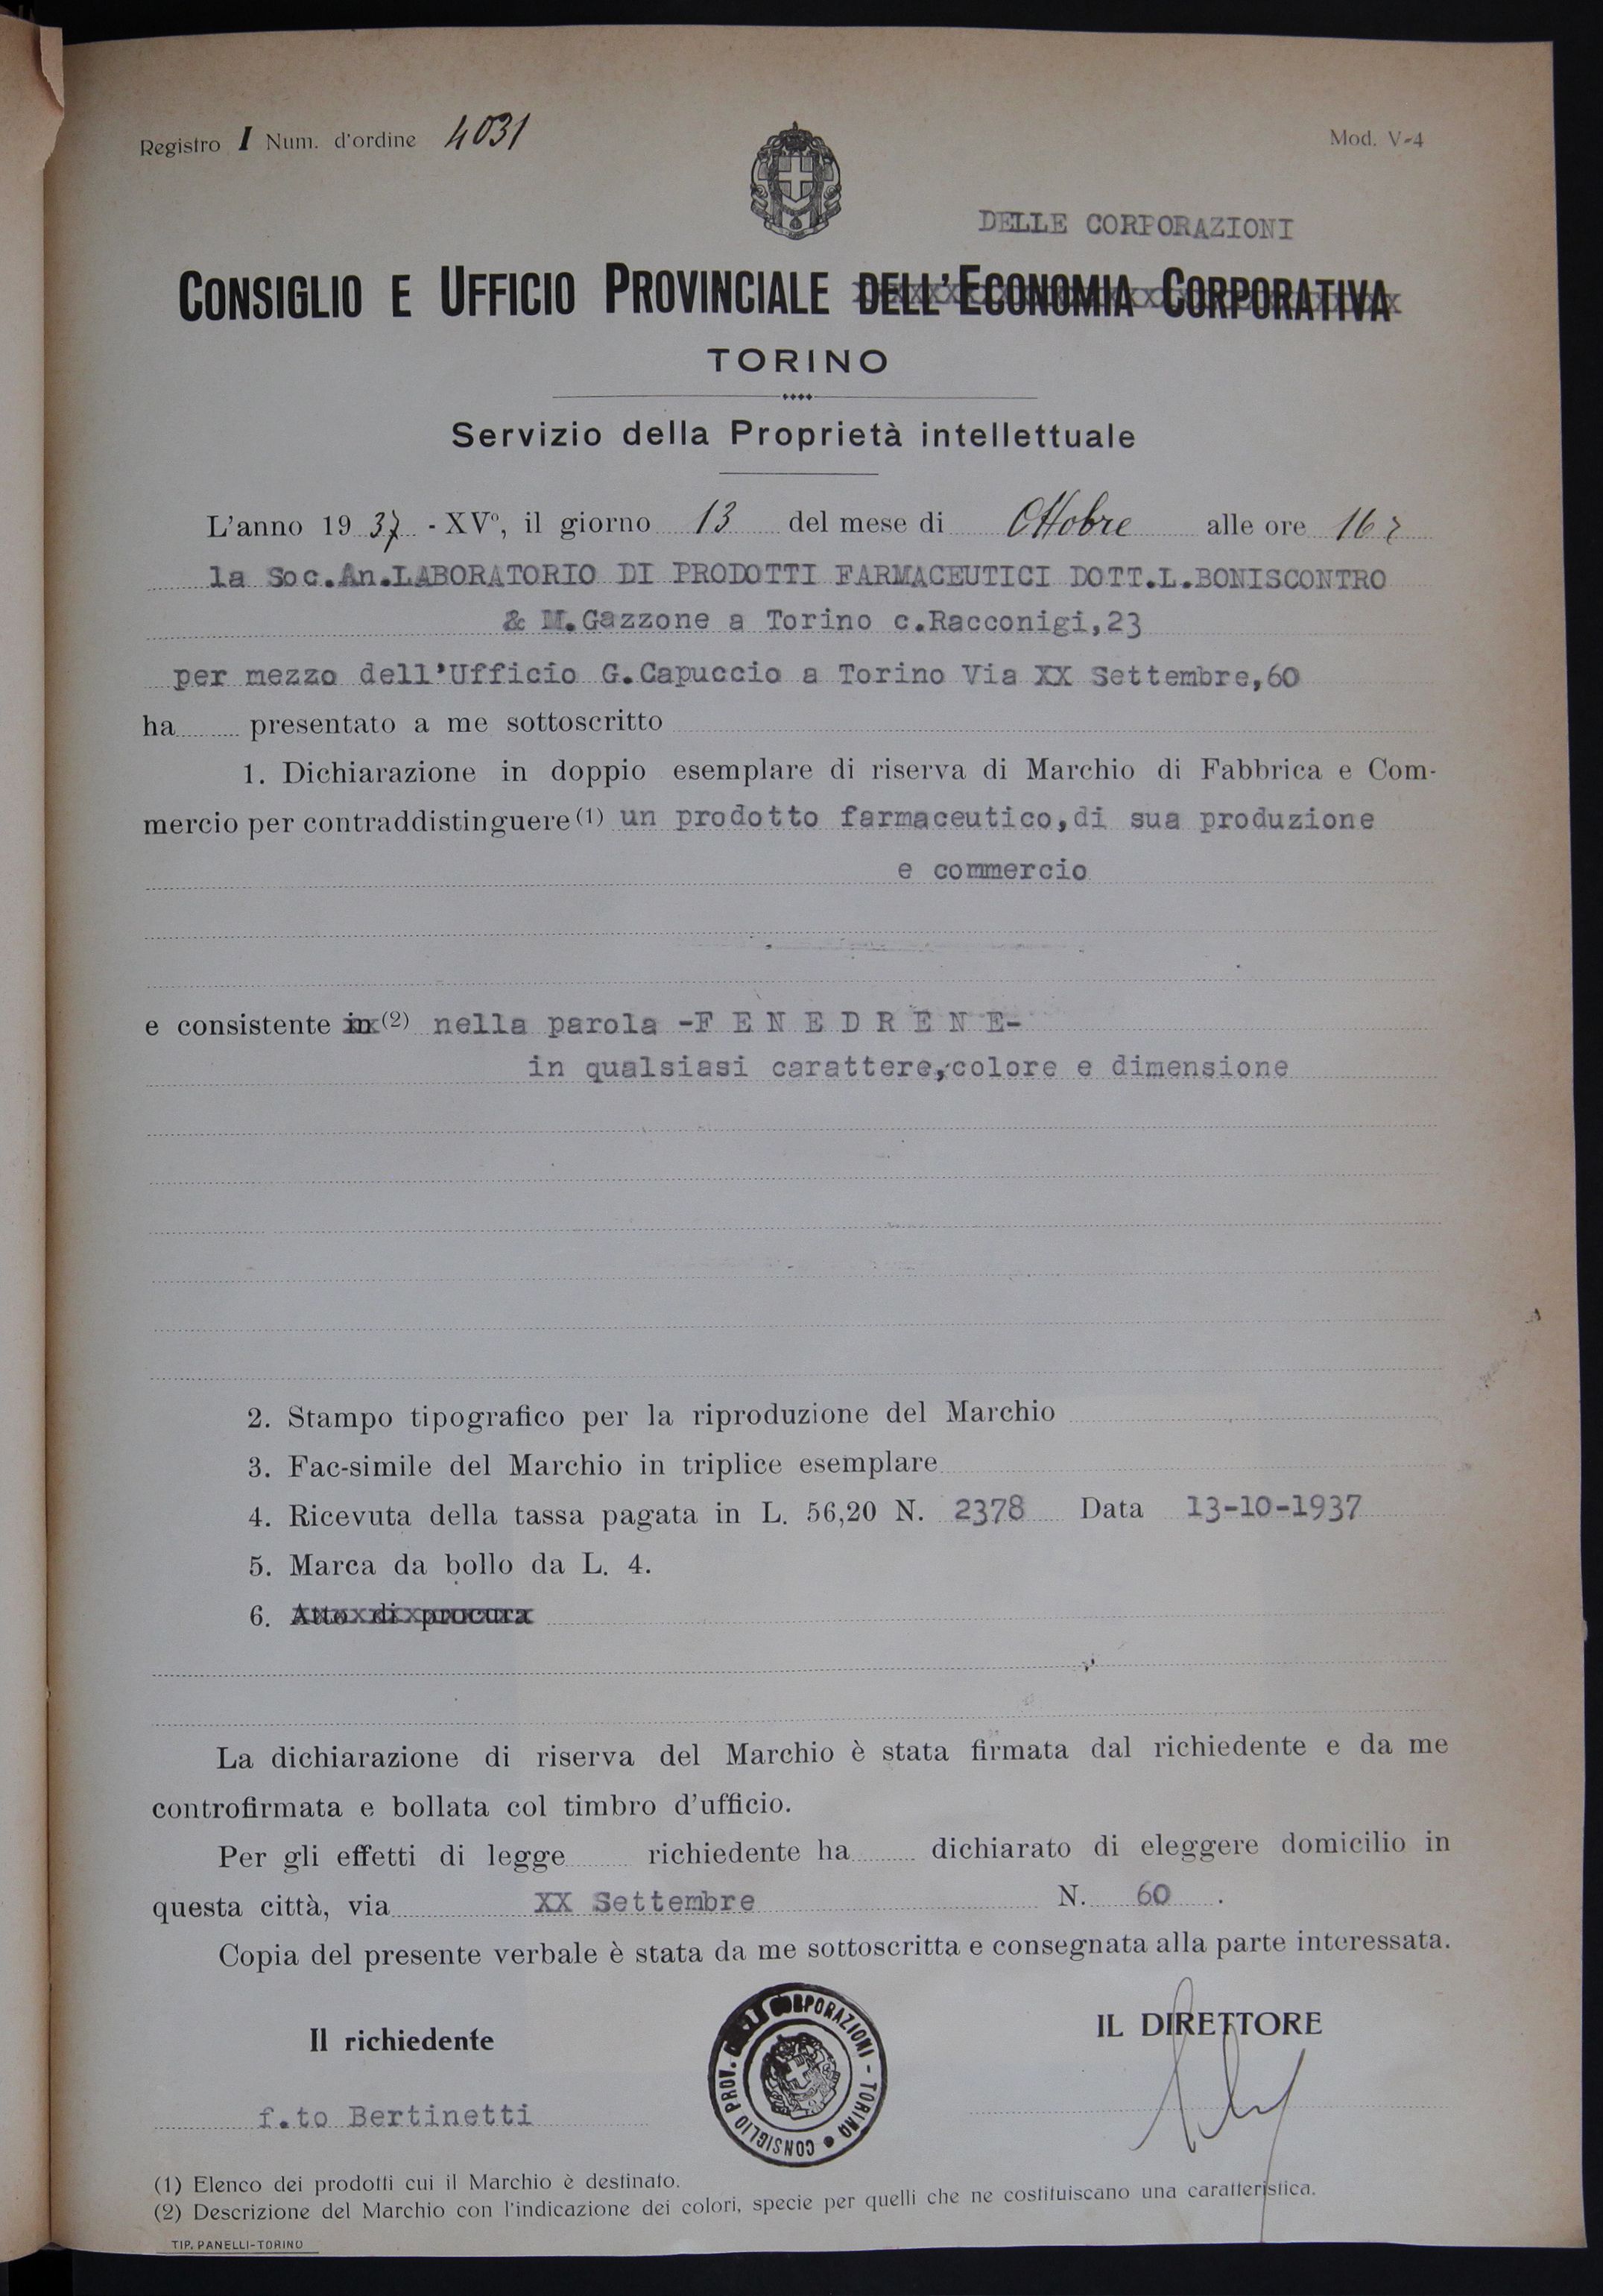 Registro I Num. d'ordine 4031
Mod. V-4
DELLE CORPORAZIONI
CONSIGLIO E UFFICIO PROVINCIALE DELL'ECONOMIA CORPORATIVA
TORINO
Servizio della Proprietà intellettuale
L'anno 1937 - XVº, il giorno 13 del mese di Ottobre alle ore 16
la Soc.An.LABORATORIO DI PRODOTTI FARMACEUTICI DOTT.L.BONISCONTRO
& M.Gazzone a Torino c.Racconigi,23
per mezzo dell'Ufficio G.Capuccio a Torino Via XX Settembre,60
ha presentato a me sottoscritto
1. Dichiarazione in doppio esemplare di riserva di Marchio di Fabbrica e Com-
mercio per contraddistinguere (1) un prodotto farmaceutico,di sua produzione
e commercio
e consistente in (2) nella parola -F E N E D R E N E-
in qualsiasi carattere,colore e dimensione
2. Stampo tipografico per la riproduzione del Marchio
3. Fac-simile del Marchio in triplice esemplare
4. Ricevuta della tassa pagata in L. 56,20 N. 2378 Data 13-10-1937
5. Marca da bollo da L. 4.
6. Atto di procura
La dichiarazione di riserva del Marchio è stata firmata dal richiedente e da me
controfirmata e bollata col timbro d'ufficio.
Per gli effetti di legge richiedente ha dichiarato di eleggere domicilio in
questa città, via XX Settembre N. 60 .
Copia del presente verbale è stata da me sottoscritta e consegnata alla parte interessata.
Il richiedente
IL DIRETTORE
CONSIGLIO PROV. CORPORAZIONI - TORINO
f.to Bertinetti
(1) Elenco dei prodotti cui il Marchio è destinato.
(2) Descrizione del Marchio con l'indicazione dei colori, specie per quelli che ne costituiscano una caratteristica.
TIP. PANELLI-TORINO